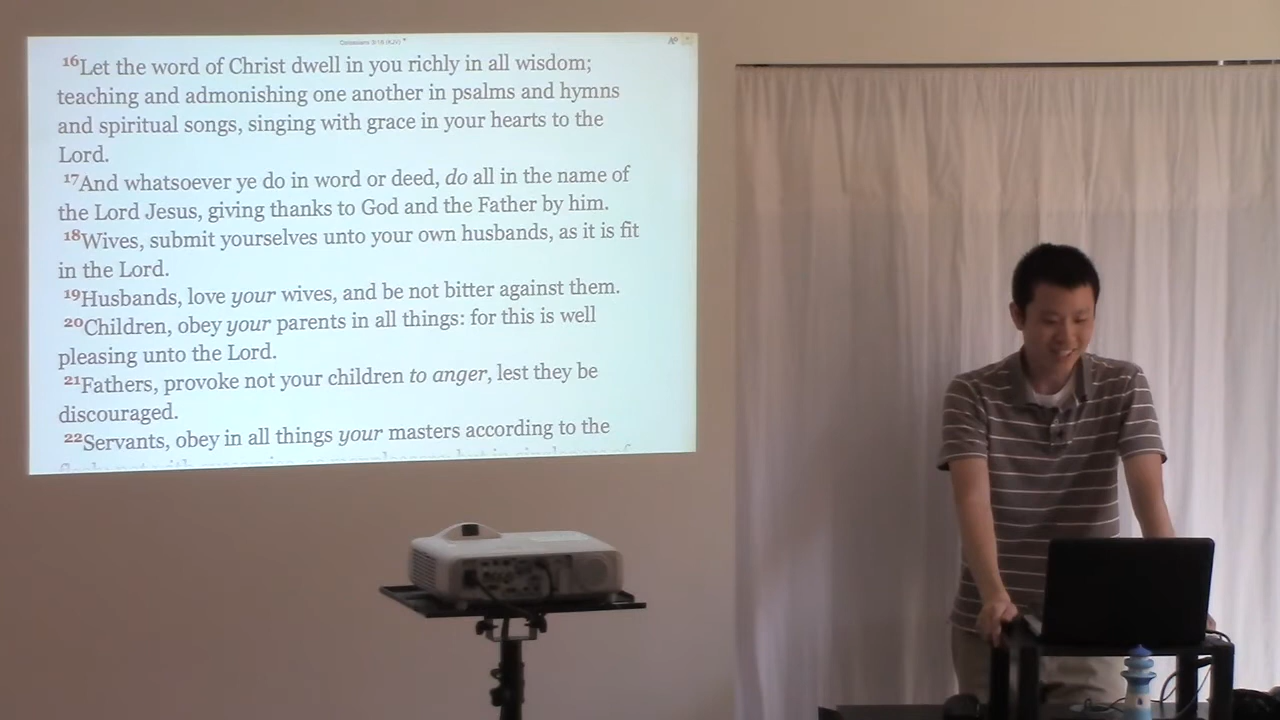 Colossians 3:16 (KJV)
16Let the word of Christ dwell in you richly in all wisdom;
teaching and admonishing one another in psalms and hymns
and spiritual songs, singing with grace in your hearts to the
Lord.
17And whatsoever ye do in word or deed, do all in the name of
the Lord Jesus, giving thanks to God and the Father by him.
18Wives, submit yourselves unto your own husbands, as it is fit
in the Lord.
19Husbands, love your wives, and be not bitter against them.
20Children, obey your parents in all things: for this is well
pleasing unto the Lord.
21Fathers, provoke not your children to anger, lest they be
discouraged.
22Servants, obey in all things your masters according to the